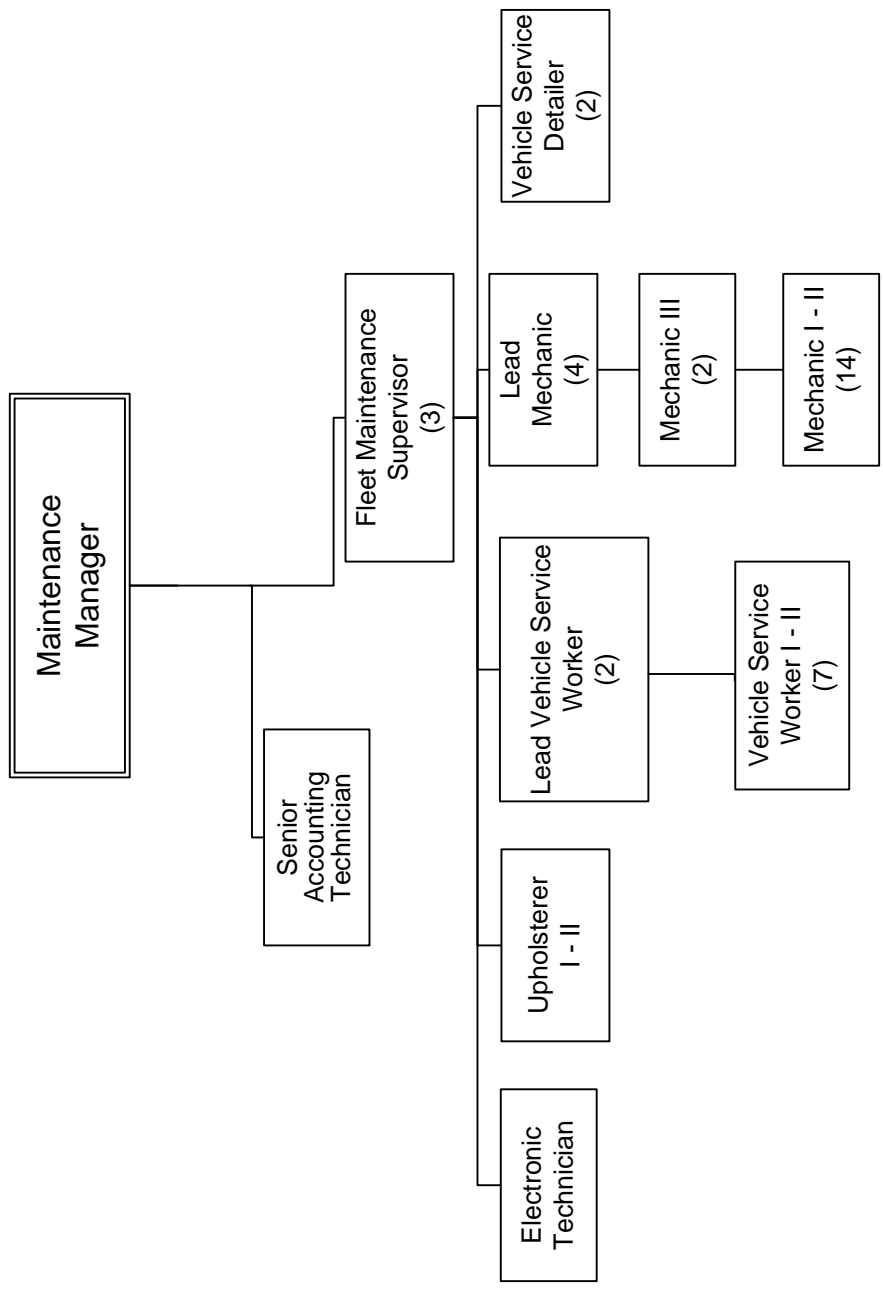 Maintenance
Manager
Senior
Accounting
Technician
Fleet Maintenance
Supervisor
(3)
Electronic
Technician
Upholsterer
I - II
Lead Vehicle Service
Worker
(2)
Lead
Mechanic
(4)
Vehicle Service
Detailer
(2)
Vehicle Service
Worker I - II
(7)
Mechanic III
(2)
Mechanic I - II
(14)